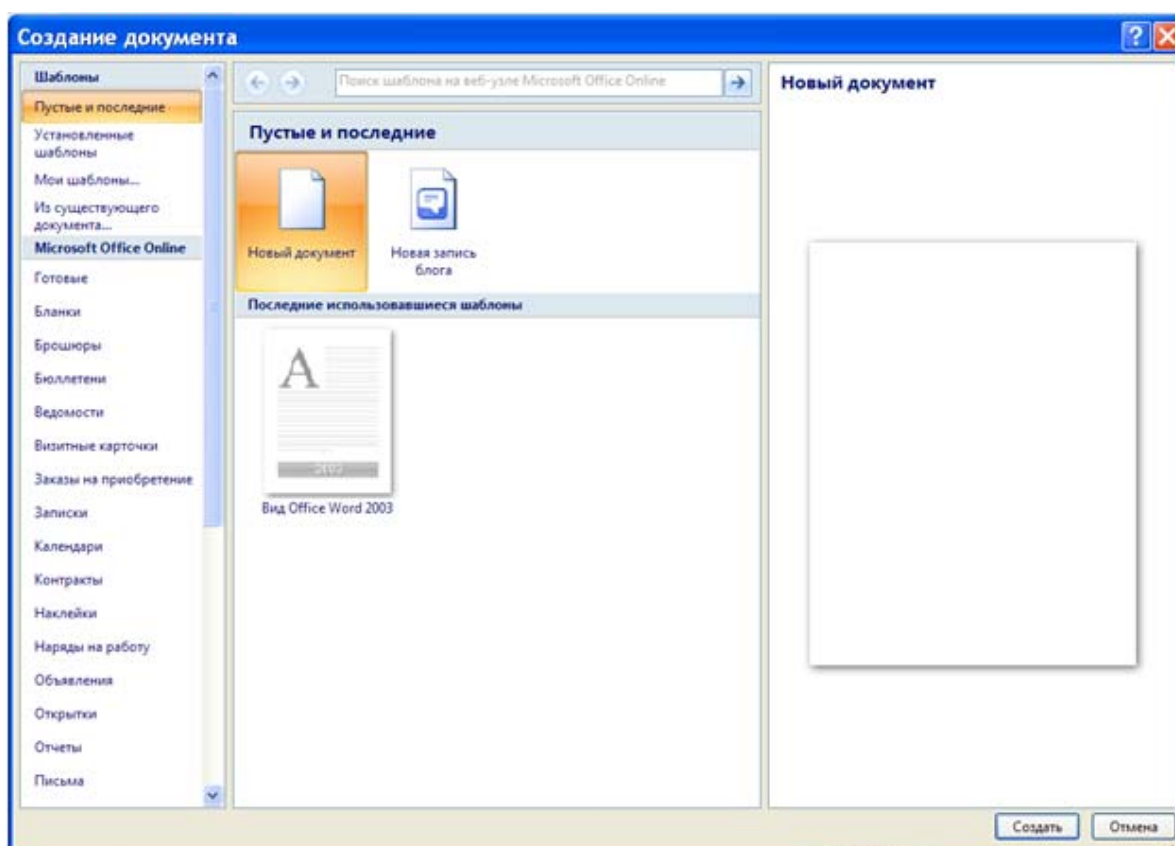 Создание документа
Шаблоны
Пустые и последние
Установленные
шаблоны
Мои шаблоны...
Из существующего
документа...
Microsoft Office Online
Готовые
Бланки
Брошюры
Бюллетени
Ведомости
Визитные карточки
Заказы на приобретение
Записки
Календари
Контракты
Наклейки
Наряды на работу
Объявления
Открытки
Отчеты
Письма
Поиск шаблона на веб-узле Microsoft Office Online
Пустые и последние
Новый документ
Новая запись
блога
Последние использовавшиеся шаблоны
A
2003
Вид Office Word 2003
Новый документ
Создать
Отмена